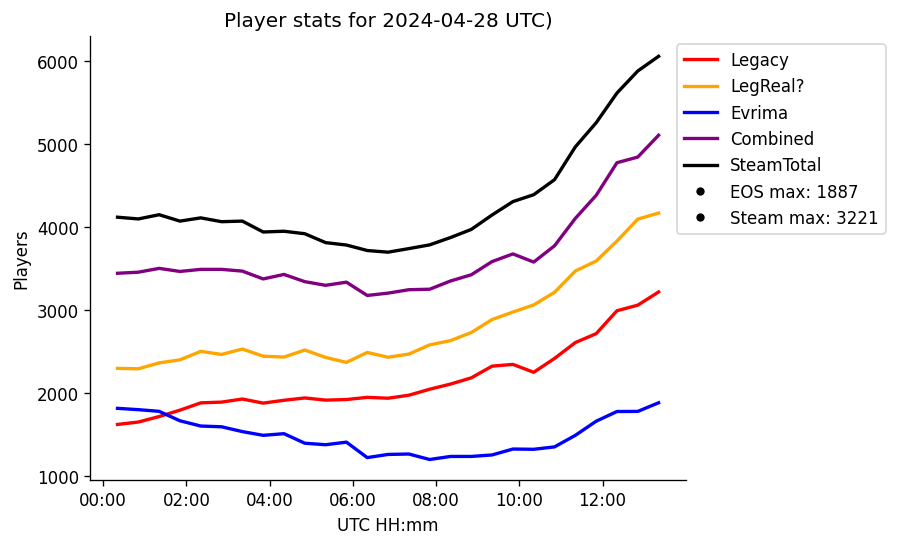 Player stats for 2024-04-28 UTC)
6000
5000
4000
3000
2000
1000
Players
00:00 02:00 04:00 06:00 08:00 10:00 12:00
UTC HH:mm
Legacy
LegReal?
Evrima
Combined
SteamTotal
EOS max: 1887
Steam max: 3221